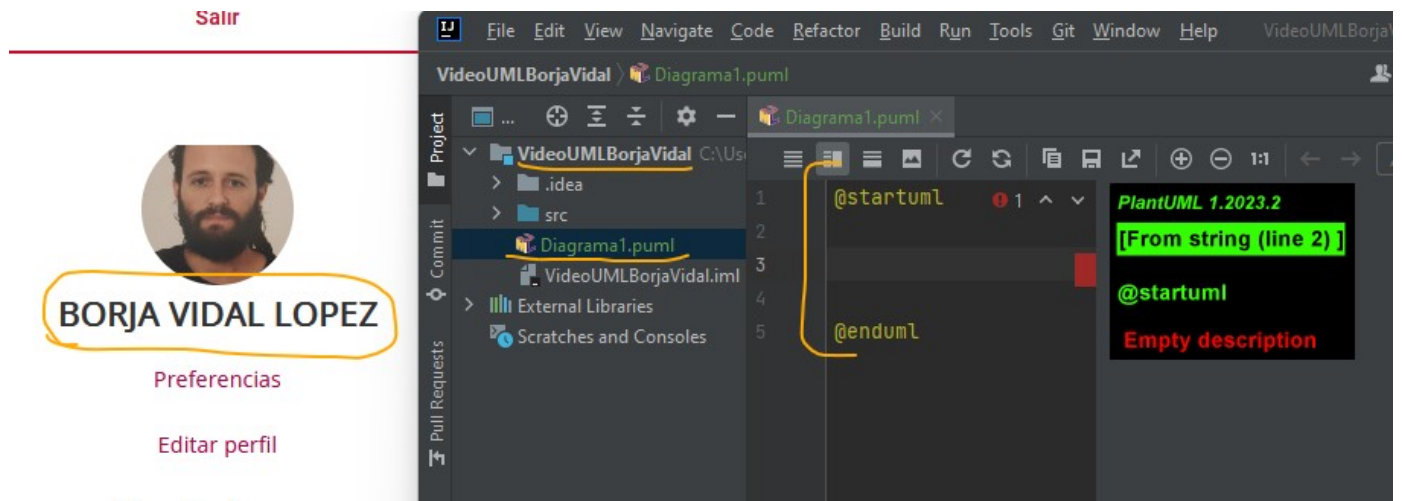 Salir
BORJA VIDAL LOPEZ
Preferencias
Editar perfil
IJ File Edit View Navigate Code Refactor Build Run Tools Git Window Help VideoUMLBorjaV
VideoUMLBorjaVidal Diagrama1.puml
Project
Commit
Pull Requests
...
VideoUMLBorjaVidal C:\Us
.idea
src
Diagrama1.puml
VideoUMLBorjaVidal.iml
External Libraries
Scratches and Consoles
Diagrama1.puml
1:1
1 @startuml 1
2
3
4
5 @enduml
PlantUML 1.2023.2
[From string (line 2) ]
@startuml
Empty description